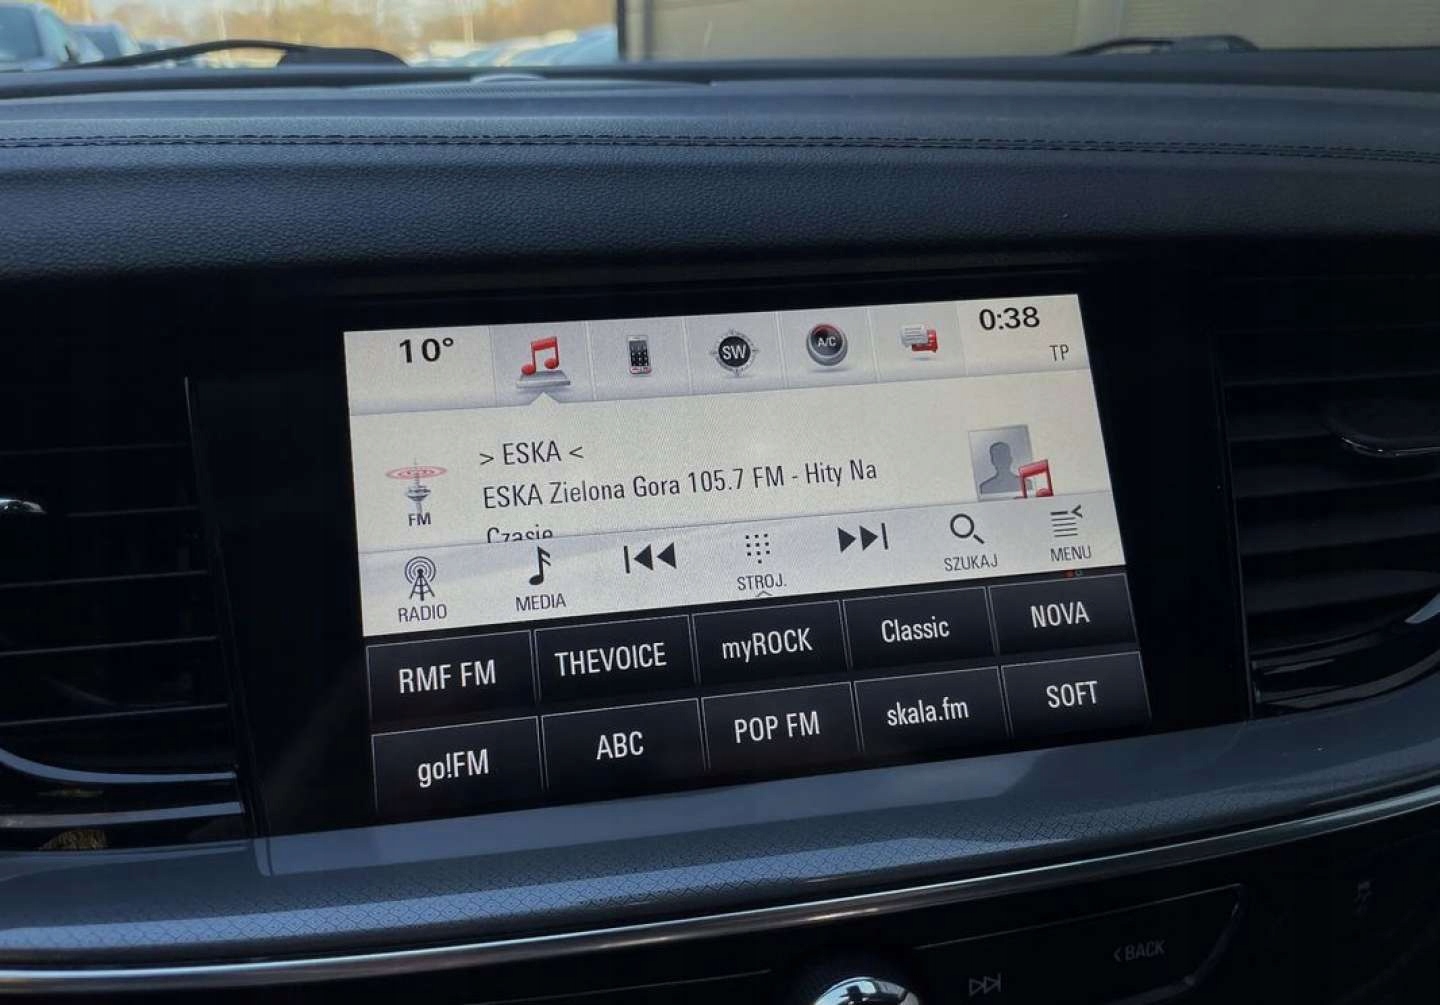 10°
SW
A/C
0:38
TP
> ESKA <
ESKA Zielona Gora 105.7 FM - Hity Na
Czasie
FM
RADIO
MEDIA
STROJ.
SZUKAJ
MENU
RMF FM
THEVOICE
myROCK
Classic
NOVA
go!FM
ABC
POP FM
skala.fm
SOFT
<BACK